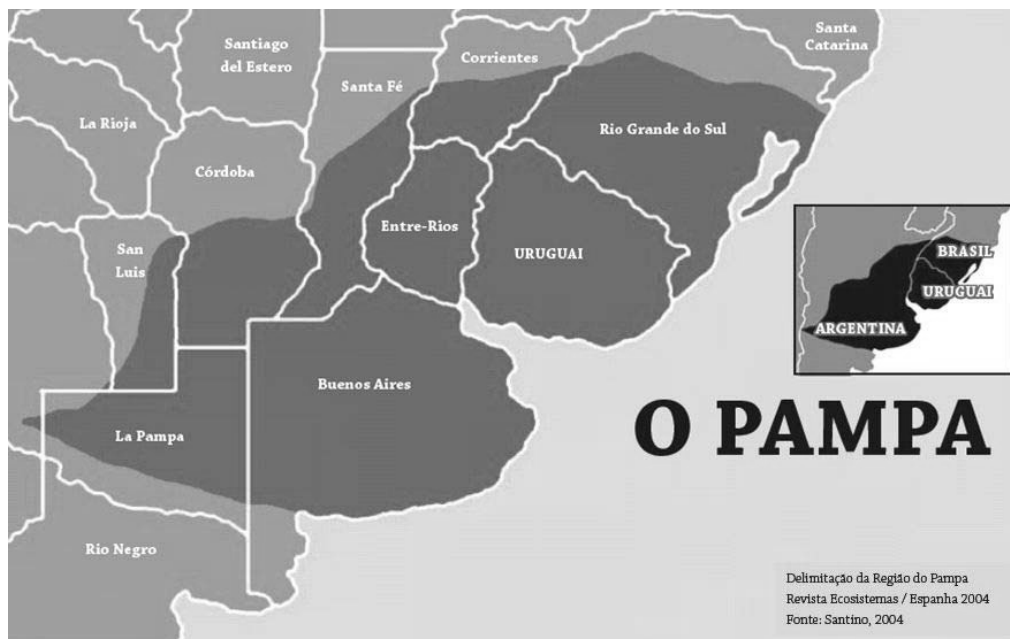 Santa
Catarina
Santiago
del Estero
Corrientes
Santa Fé
La Rioja
Rio Grande do Sul
Córdoba
Entre-Rios
San
Luis
URUGUAI
BRASIL
URUGUAI
ARGENTINA
Buenos Aires
O PAMPA
La Pampa
Rio Negro
Delimitação da Região do Pampa
Revista Ecosistemas / Espanha 2004
Fonte: Santino, 2004